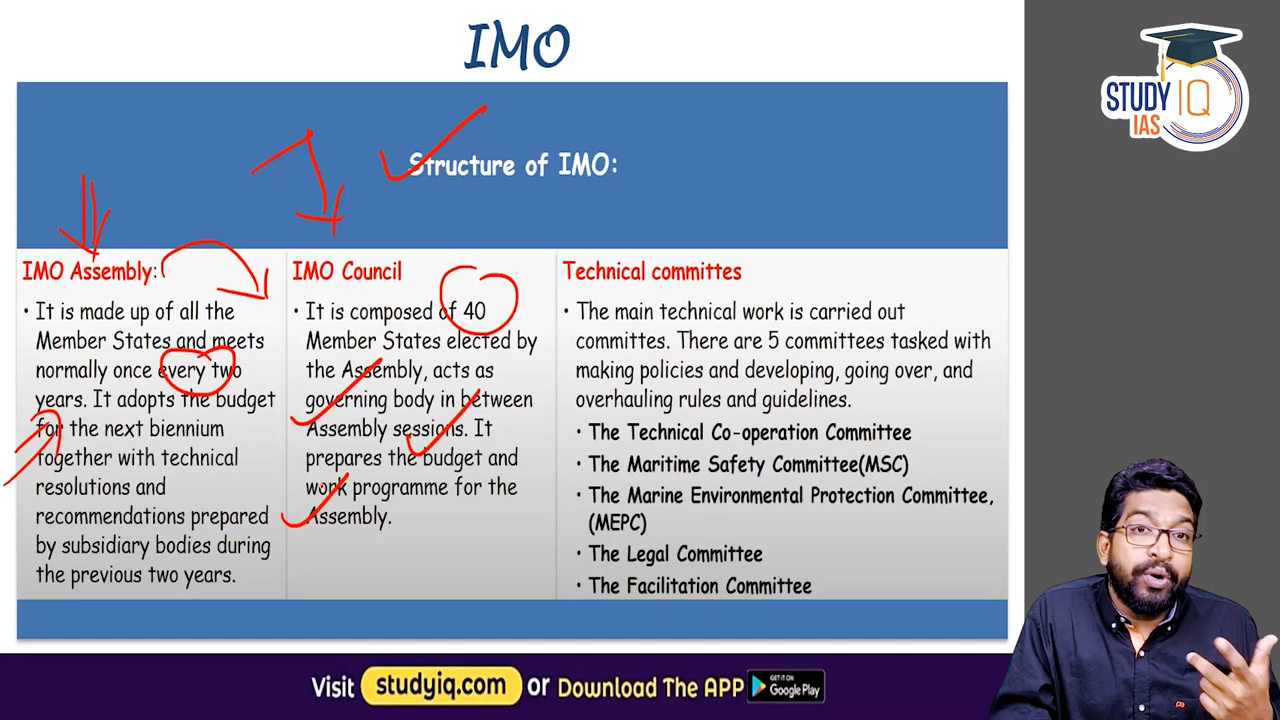 IMO
STUDY IQ
IAS
Structure of IMO:
IMO Assembly:
• It is made up of all the
Member States and meets
normally once every two
years. It adopts the budget
for the next biennium
together with technical
resolutions and
recommendations prepared
by subsidiary bodies during
the previous two years.
IMO Council
• It is composed of 40
Member States elected by
the Assembly, acts as
governing body in between
Assembly sessions. It
prepares the budget and
work programme for the
Assembly.
Technical committes
• The main technical work is carried out
committes. There are 5 committees tasked with
making policies and developing, going over, and
overhauling rules and guidelines.
• The Technical Co-operation Committee
• The Maritime Safety Committee(MSC)
• The Marine Environmental Protection Committee,
(MEPC)
• The Legal Committee
• The Facilitation Committee
Visit studyiq.com or Download The APP GET IT ON Google Play